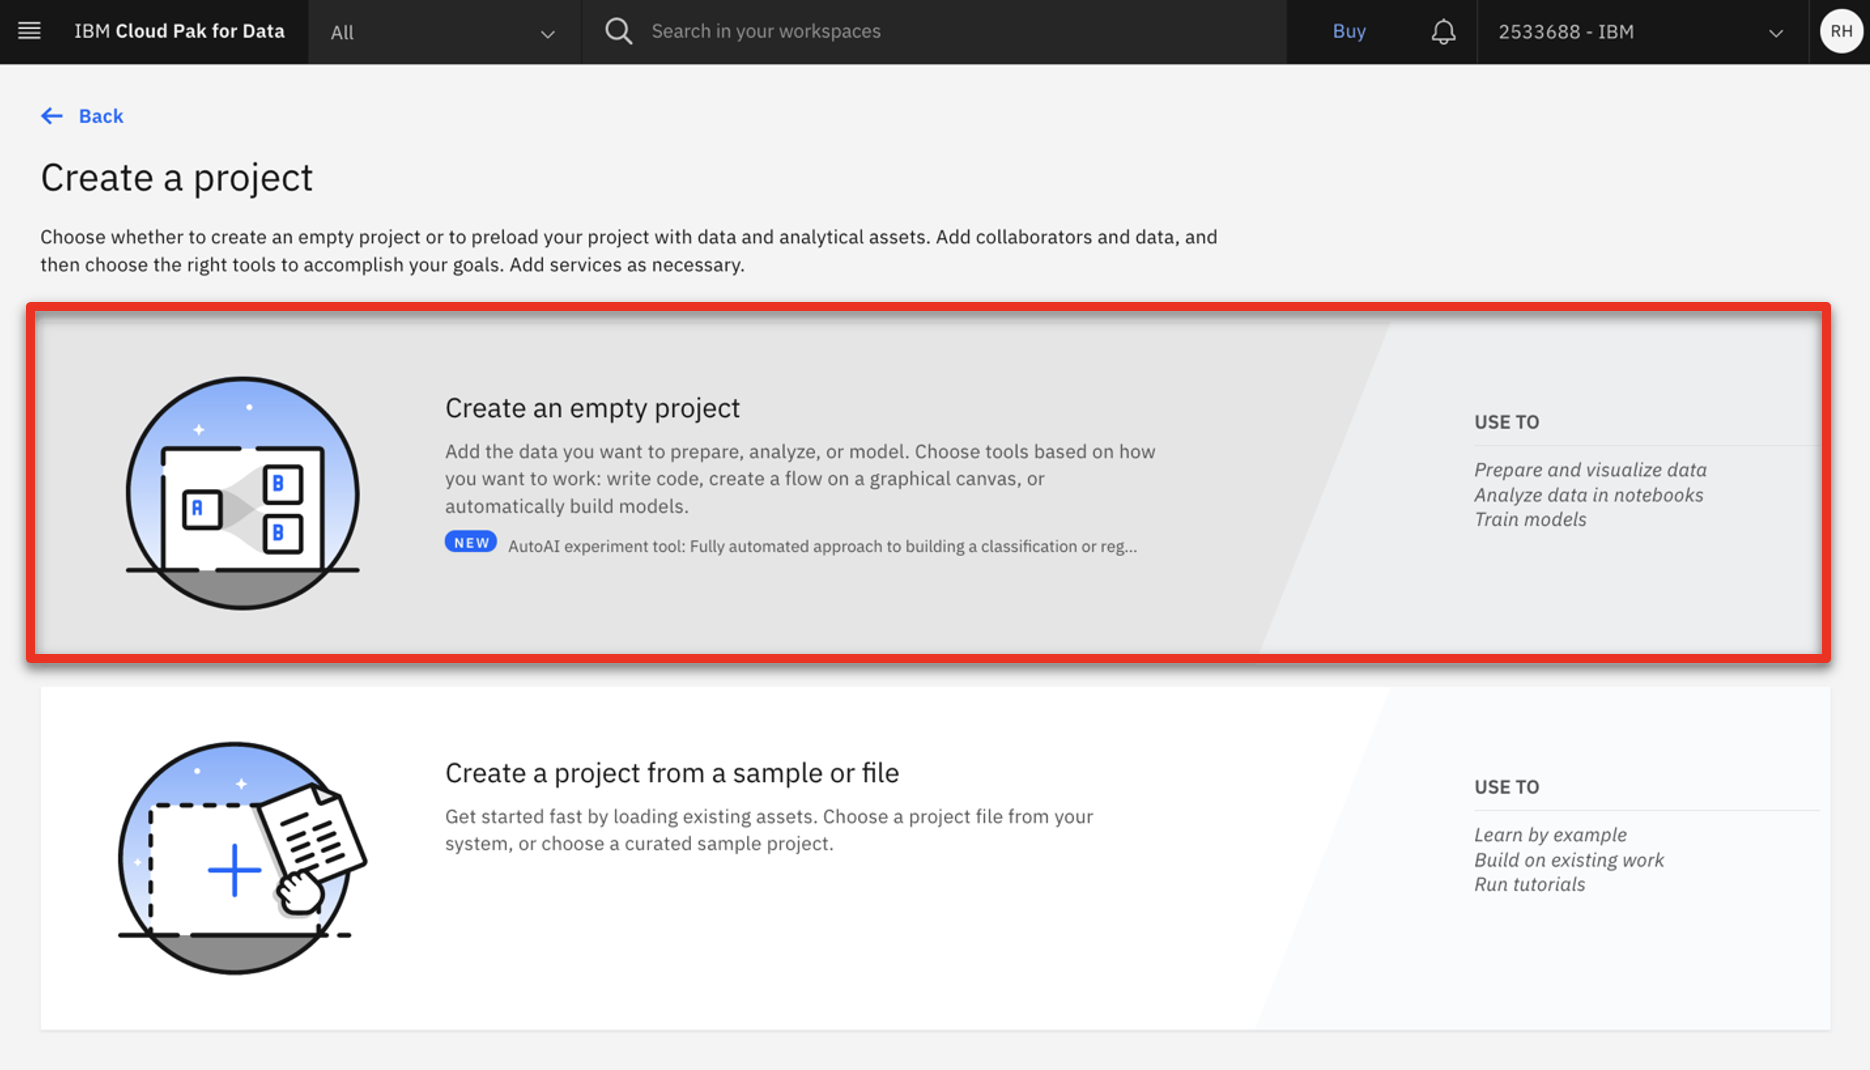 IBM Cloud Pak for Data
All
Search in your workspaces
Buy
2533688 - IBM
RH
Back
Create a project
Choose whether to create an empty project or to preload your project with data and analytical assets. Add collaborators and data, and
then choose the right tools to accomplish your goals. Add services as necessary.
Create an empty project
Add the data you want to prepare, analyze, or model. Choose tools based on how
you want to work: write code, create a flow on a graphical canvas, or
automatically build models.
NEW AutoAI experiment tool: Fully automated approach to building a classification or reg...
A
B
B
USE TO
Prepare and visualize data
Analyze data in notebooks
Train models
Create a project from a sample or file
Get started fast by loading existing assets. Choose a project file from your
system, or choose a curated sample project.
USE TO
Learn by example
Build on existing work
Run tutorials